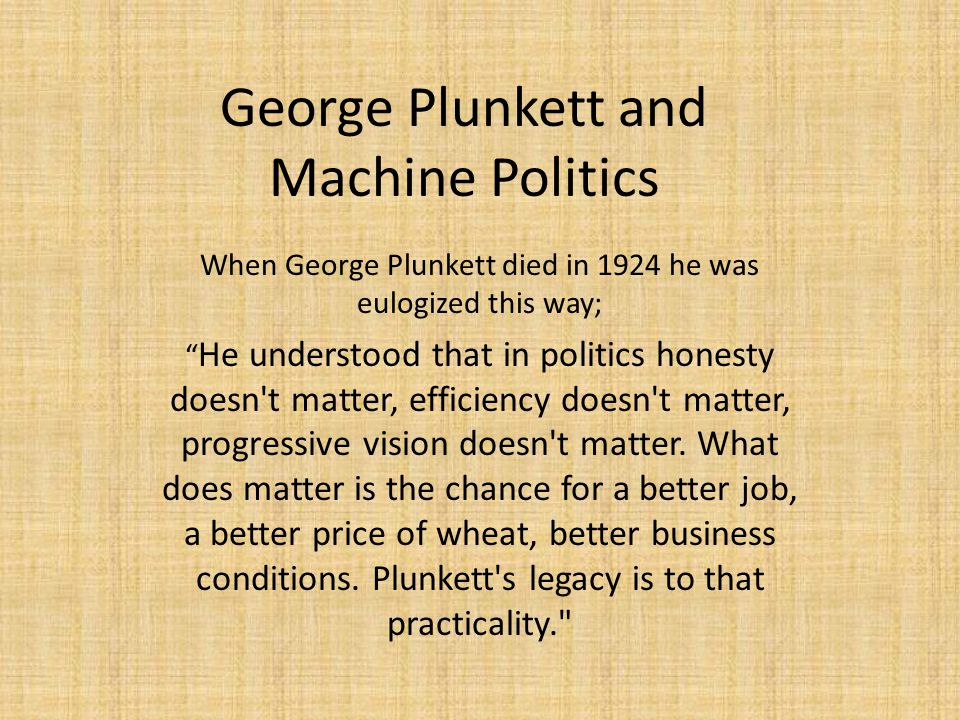 George Plunkett and
Machine Politics
When George Plunkett died in 1924 he was
eulogized this way;
“He understood that in politics honesty
doesn't matter, efficiency doesn't matter,
progressive vision doesn't matter. What
does matter is the chance for a better job,
a better price of wheat, better business
conditions. Plunkett's legacy is to that
practicality."